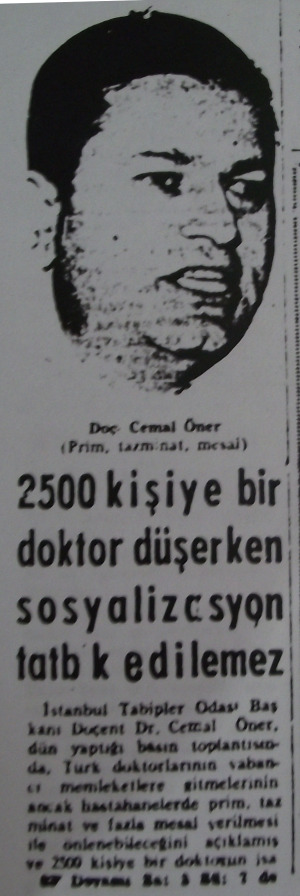 Doç. Cemal Öner
(Prim, tazminat, mesai)
2500 kişiye bir
doktor düşerken
sosyalizasyon
tatbik edilemez
İstanbul Tabipler Odası Baş
kanı Doçent Dr. Cemal Öner,
dün yaptığı basın toplantısın-
da, Türk doktorlarının yaban-
cı memleketlere gitmelerinin
ancak hastahanelerde prim, taz
minat ve fazla mesai verilmesi
ile önlenebileceğini açıklamış
ve 2500 kişiye bir doktorun isa
Devamı Sa: 5 Sü: 7 de